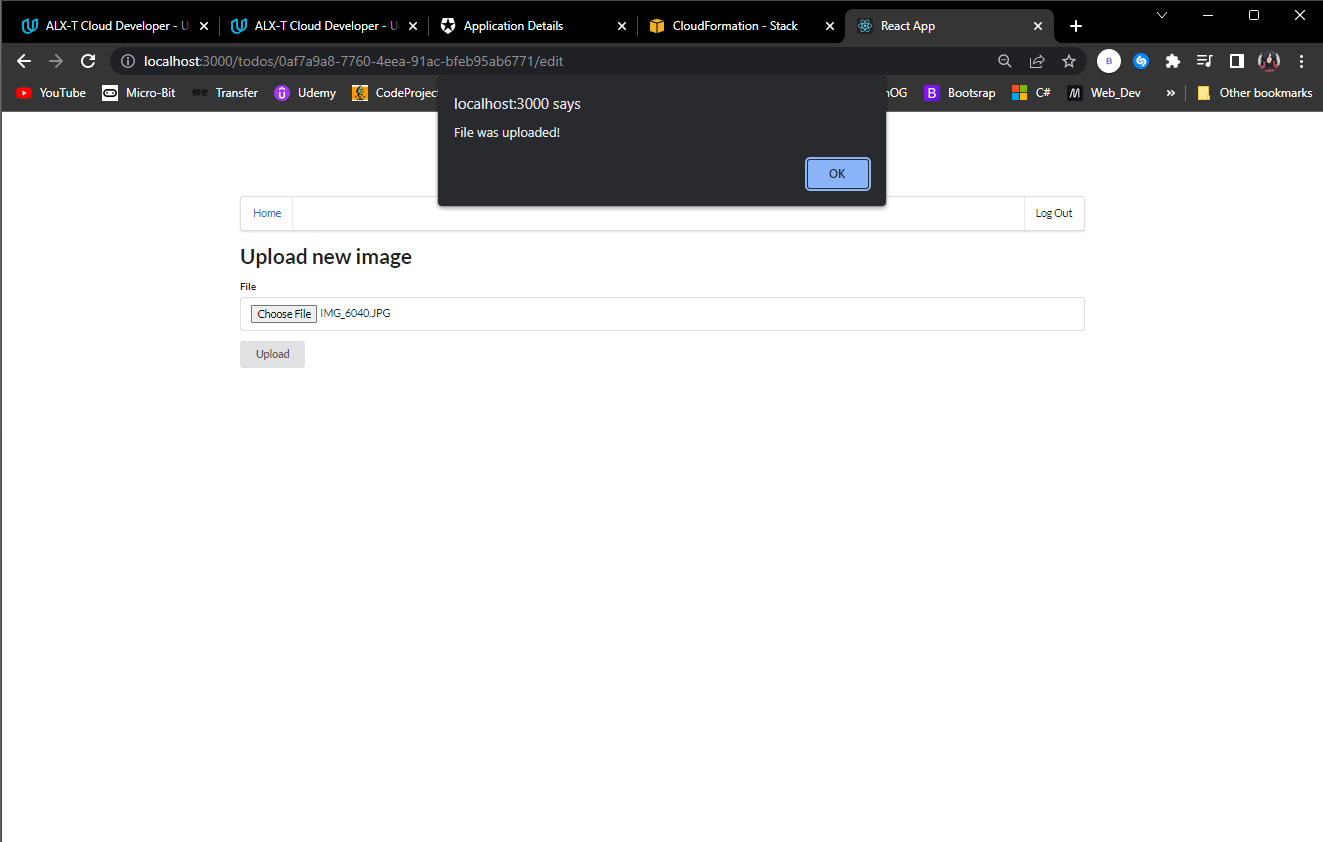 ALX-T Cloud Developer - U
ALX-T Cloud Developer - U
Application Details
CloudFormation - Stack
React App
localhost:3000/todos/0af7a9a8-7760-4eea-91ac-bfeb95ab6771/edit
B
YouTube
Micro-Bit
we
Transfer
Udemy
CodeProject
nOG
B
Bootsrap
C#
Web_Dev
»
Other bookmarks
localhost:3000 says
File was uploaded!
OK
Home
Log Out
Upload new image
File
Choose File IMG_6040.JPG
Upload